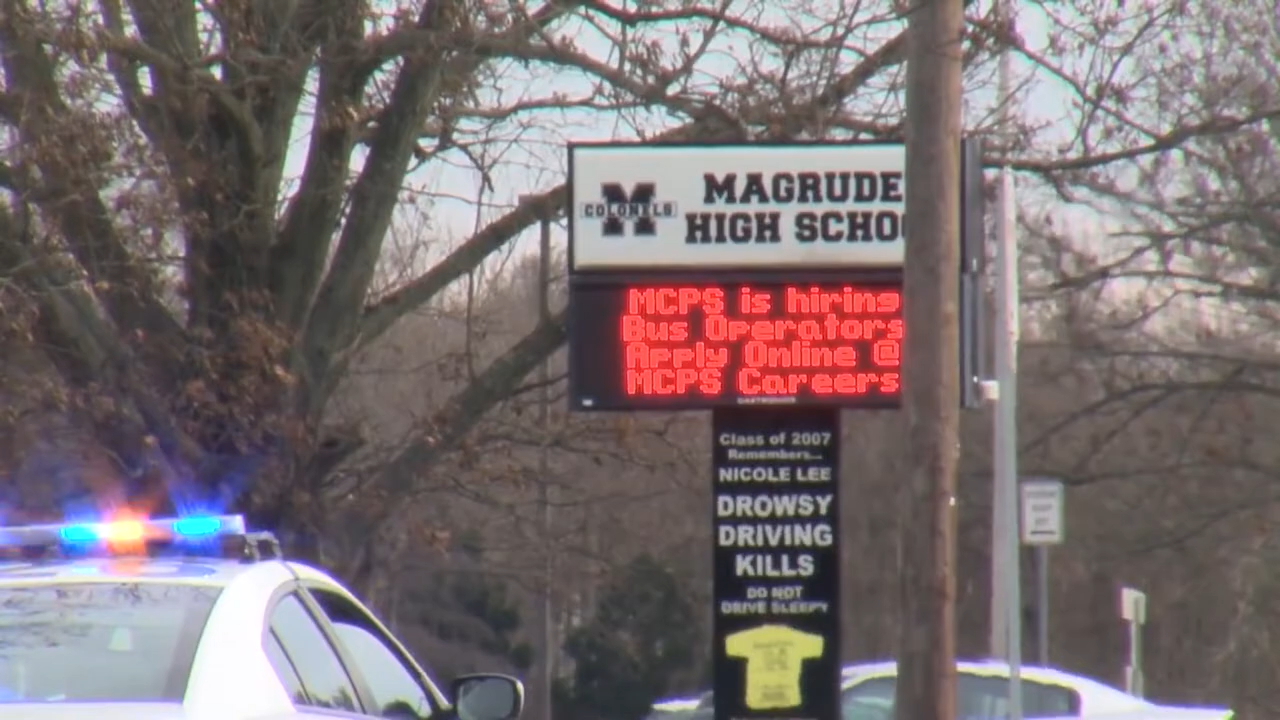 MAGRUDE
HIGH SCHO
M
COLONELS
MCPS is hiring
Bus Operators
Apply Online @
MCPS Careers
DAKTRONICS
Class of 2007
Remembers...
NICOLE LEE
DROWSY
DRIVING
KILLS
DO NOT
DRIVE SLEEPY